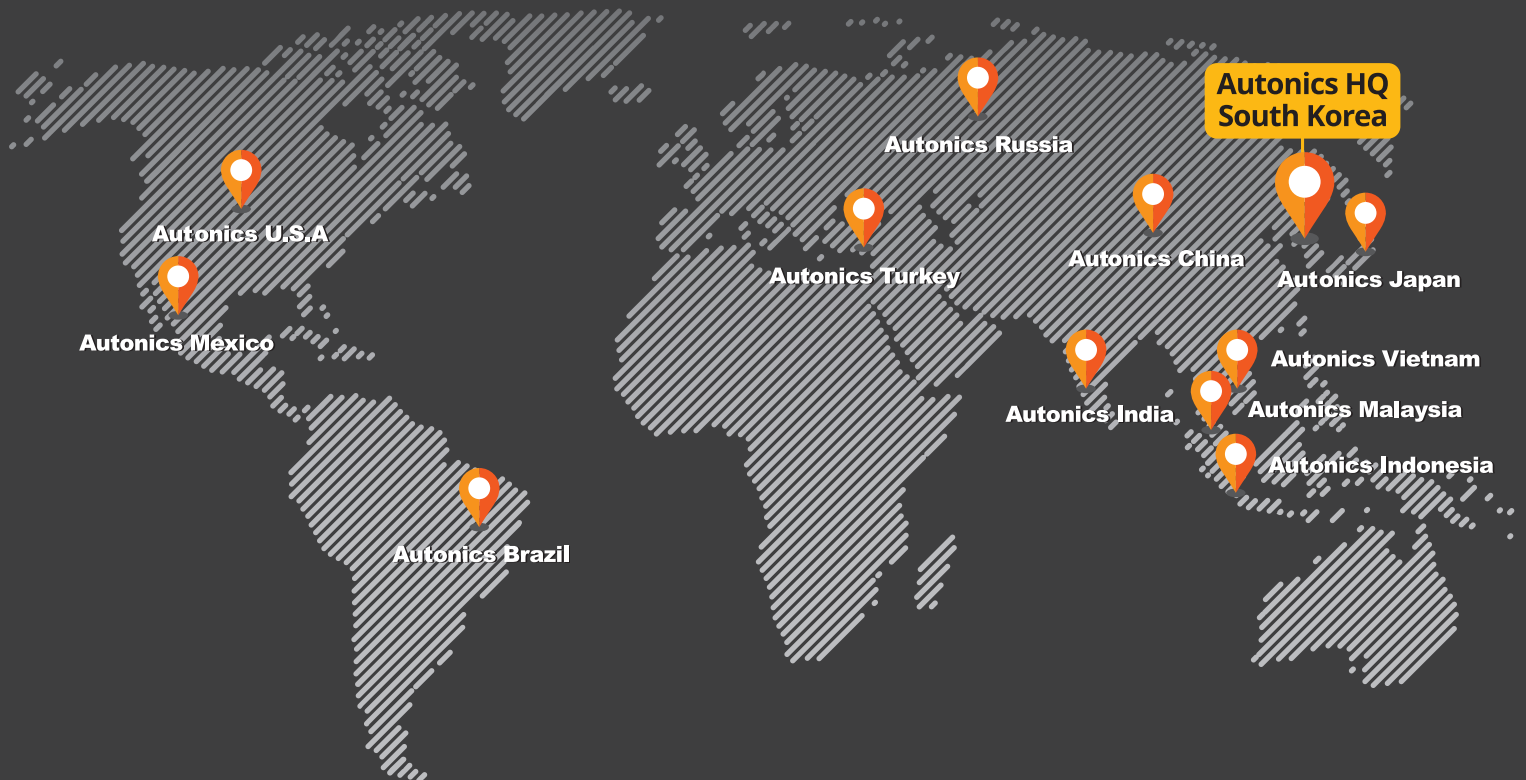 Autonics HQ
South Korea
Autonics Russia
Autonics U.S.A
Autonics China
Autonics Turkey
Autonics Japan
Autonics Mexico
Autonics Vietnam
Autonics India
Autonics Malaysia
Autonics Indonesia
Autonics Brazil